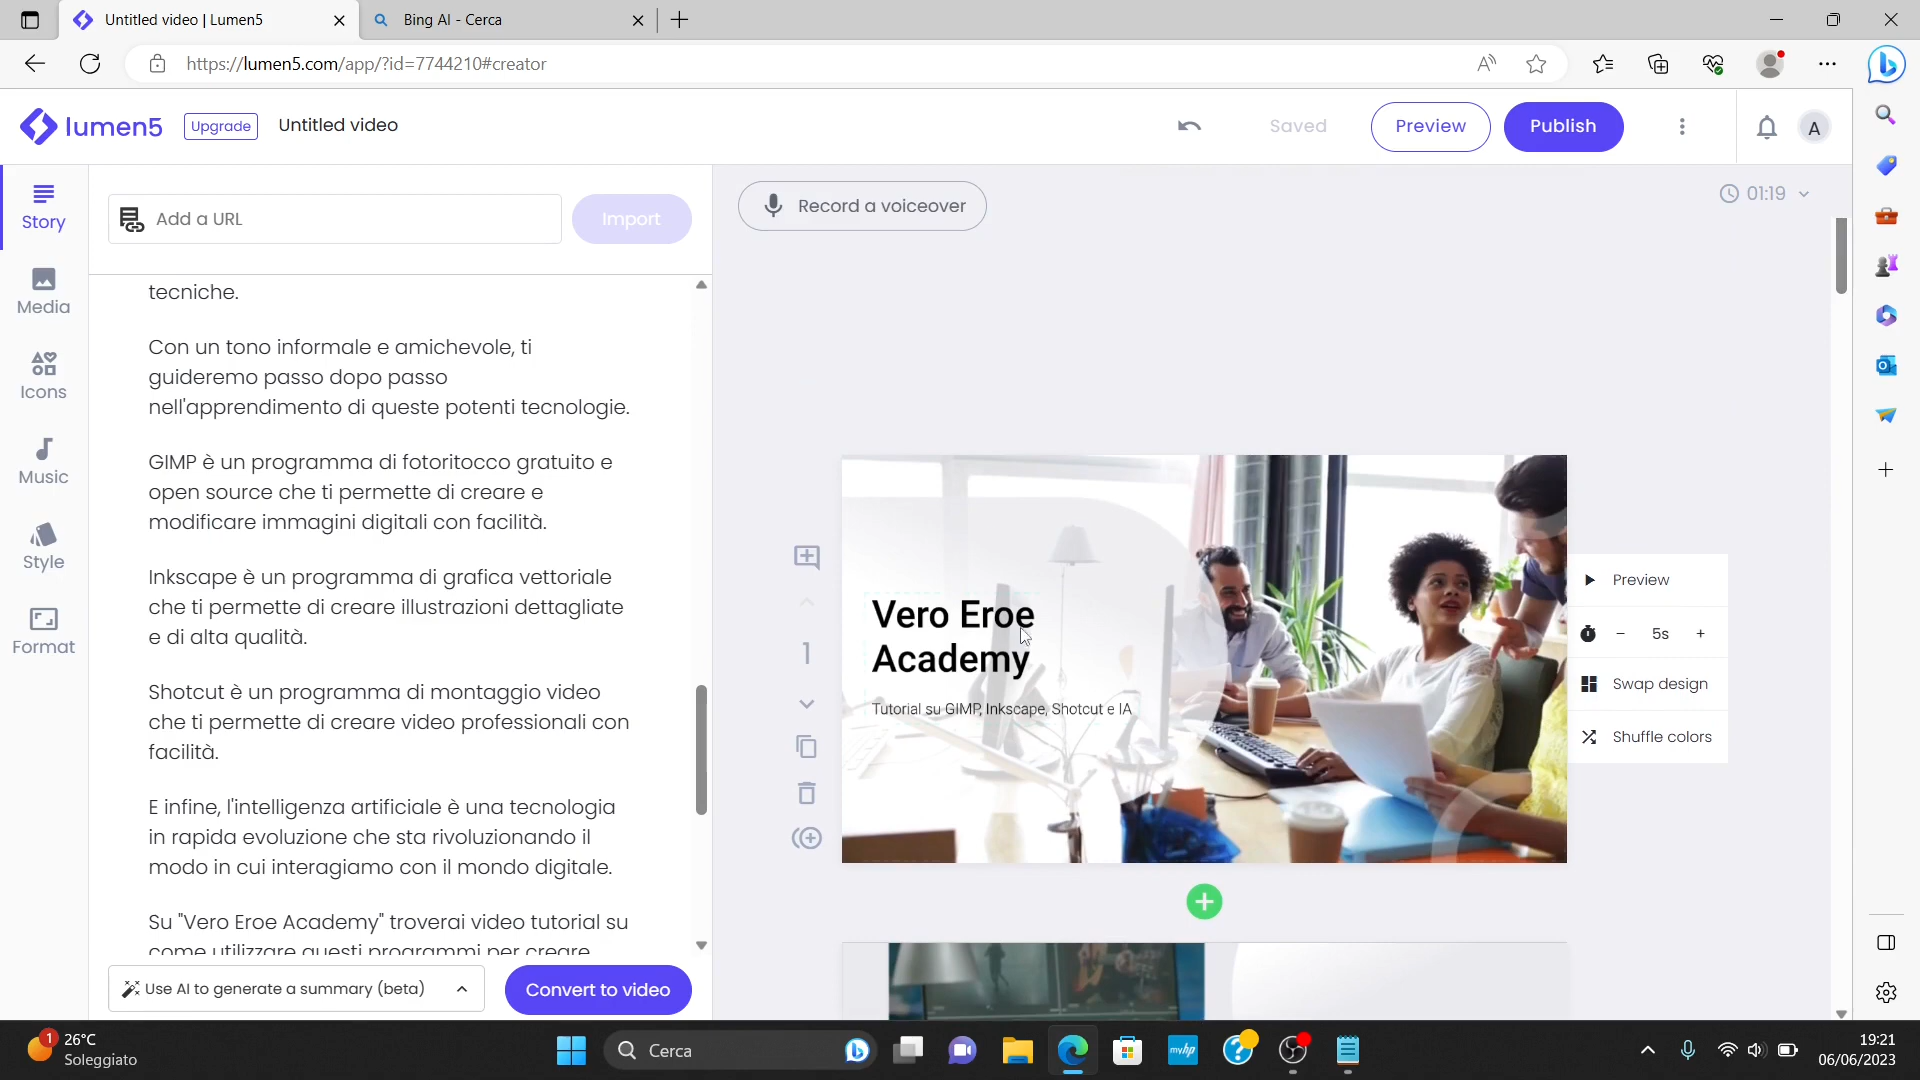 Untitled video | Lumen5
Bing AI - Cerca
https://lumen5.com/app/?id=7744210#creator
lumen5
Upgrade
Untitled video
Saved
Preview
Publish
A
Story
Media
Icons
Music
Style
Format
Add a URL
Import
tecniche.
Con un tono informale e amichevole, ti
guideremo passo dopo passo
nell'apprendimento di queste potenti tecnologie.
GIMP è un programma di fotoritocco gratuito e
open source che ti permette di creare e
modificare immagini digitali con facilità.
Inkscape è un programma di grafica vettoriale
che ti permette di creare illustrazioni dettagliate
e di alta qualità.
Shotcut è un programma di montaggio video
che ti permette di creare video professionali con
facilità.
E infine, l'intelligenza artificiale è una tecnologia
in rapida evoluzione che sta rivoluzionando il
modo in cui interagiamo con il mondo digitale.
Su "Vero Eroe Academy" troverai video tutorial su
come utilizzare questi programmi per creare
Use AI to generate a summary (beta)
Convert to video
Record a voiceover
01:19
1
Vero Eroe
Academy
Tutorial su GIMP, Inkscape, Shotcut e IA
Preview
5s
Swap design
Shuffle colors
1
26°C
Soleggiato
Cerca
myhp
19:21
06/06/2023